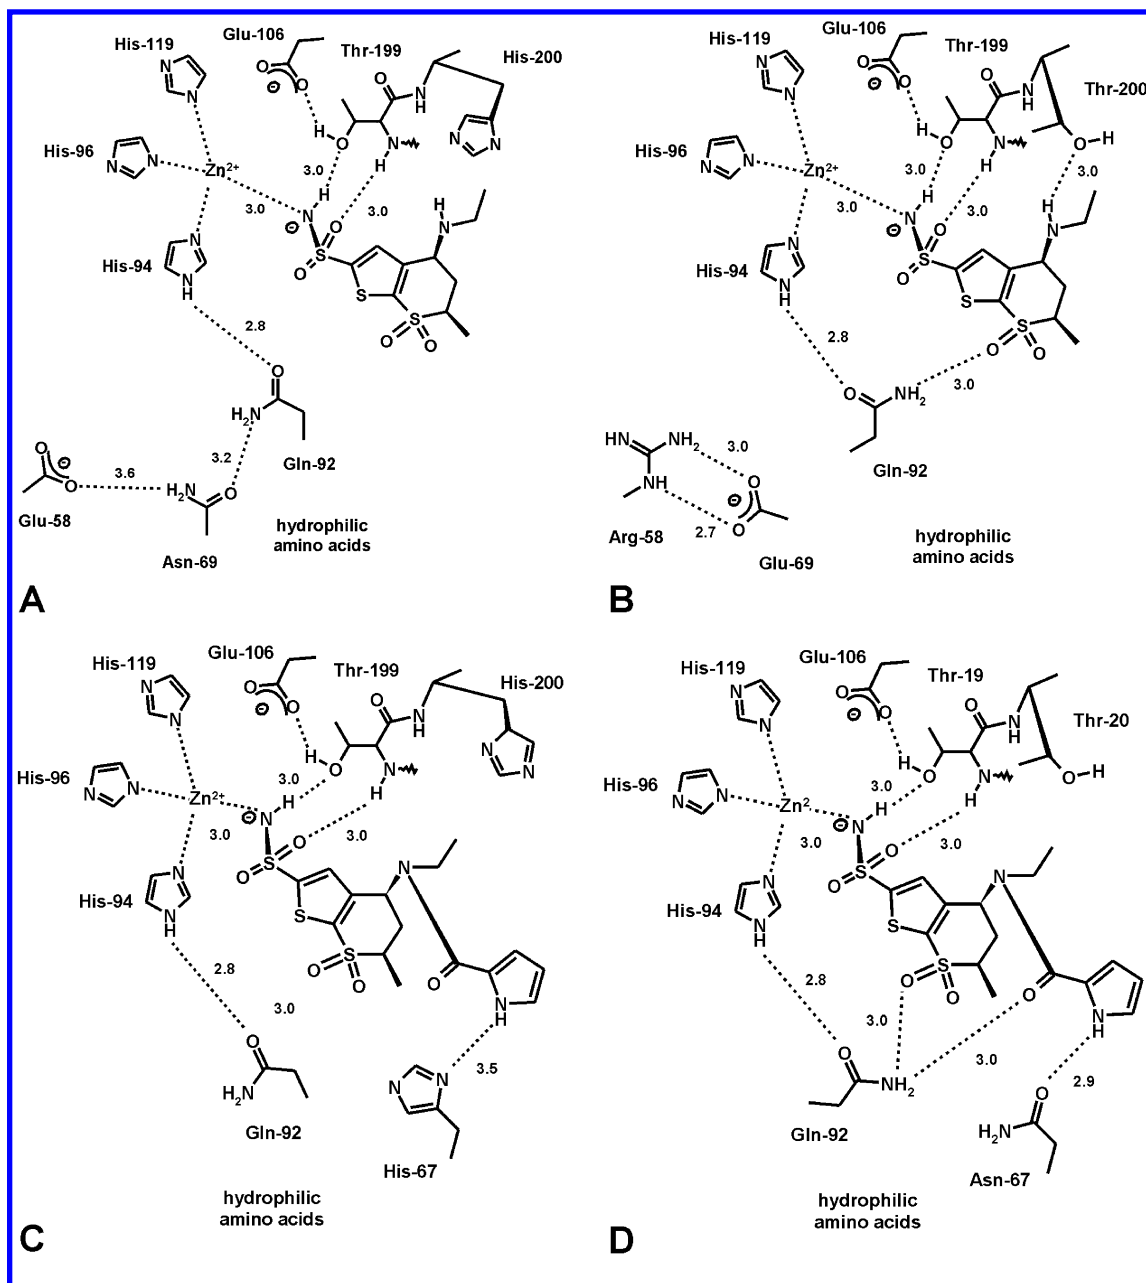 Glu-106
His-119
Thr-199
His-200
O
O
⊖
O
N
H
H
O
N
H
N
N
N
N
N
His-96
Zn2+
3.0
3.0
3.0
H
N
⊖
O
S
O
H
N
N
N
H
His-94
S
S
O
O
2.8
O
H2N
3.2
Gln-92
O
⊖
O
3.6
H2N
O
Glu-58
Asn-69
hydrophilic
amino acids
A
Glu-106
His-119
Thr-199
Thr-200
O
O
⊖
O
N
H
H
O
N
H
O
H
3.0
N
N
N
N
His-96
Zn2+
3.0
3.0
3.0
H
N
⊖
O
S
O
H
N
N
N
H
His-94
S
S
O
O
2.8
3.0
O
NH2
Gln-92
HN
NH2
NH
3.0
2.7
O
⊖
O
Arg-58
Glu-69
hydrophilic
amino acids
B
Glu-106
His-119
Thr-199
His-200
O
O
⊖
O
N
H
H
O
N
H
N
N
N
N
N
N
His-96
Zn2+
3.0
3.0
3.0
H
N
⊖
O
S
O
N
N
N
H
His-94
S
S
O
O
O
N
H
2.8
3.0
3.5
O
H2N
Gln-92
N
N
His-67
hydrophilic
amino acids
C
Glu-106
His-119
Thr-19
Thr-20
O
O
⊖
O
N
H
H
O
N
H
O
H
N
N
N
N
His-96
Zn2
3.0
3.0
3.0
H
N
⊖
O
S
O
N
N
N
H
His-94
S
S
O
O
O
N
H
2.8
3.0
3.0
2.9
O
NH2
Gln-92
O
H2N
Asn-67
hydrophilic
amino acids
D